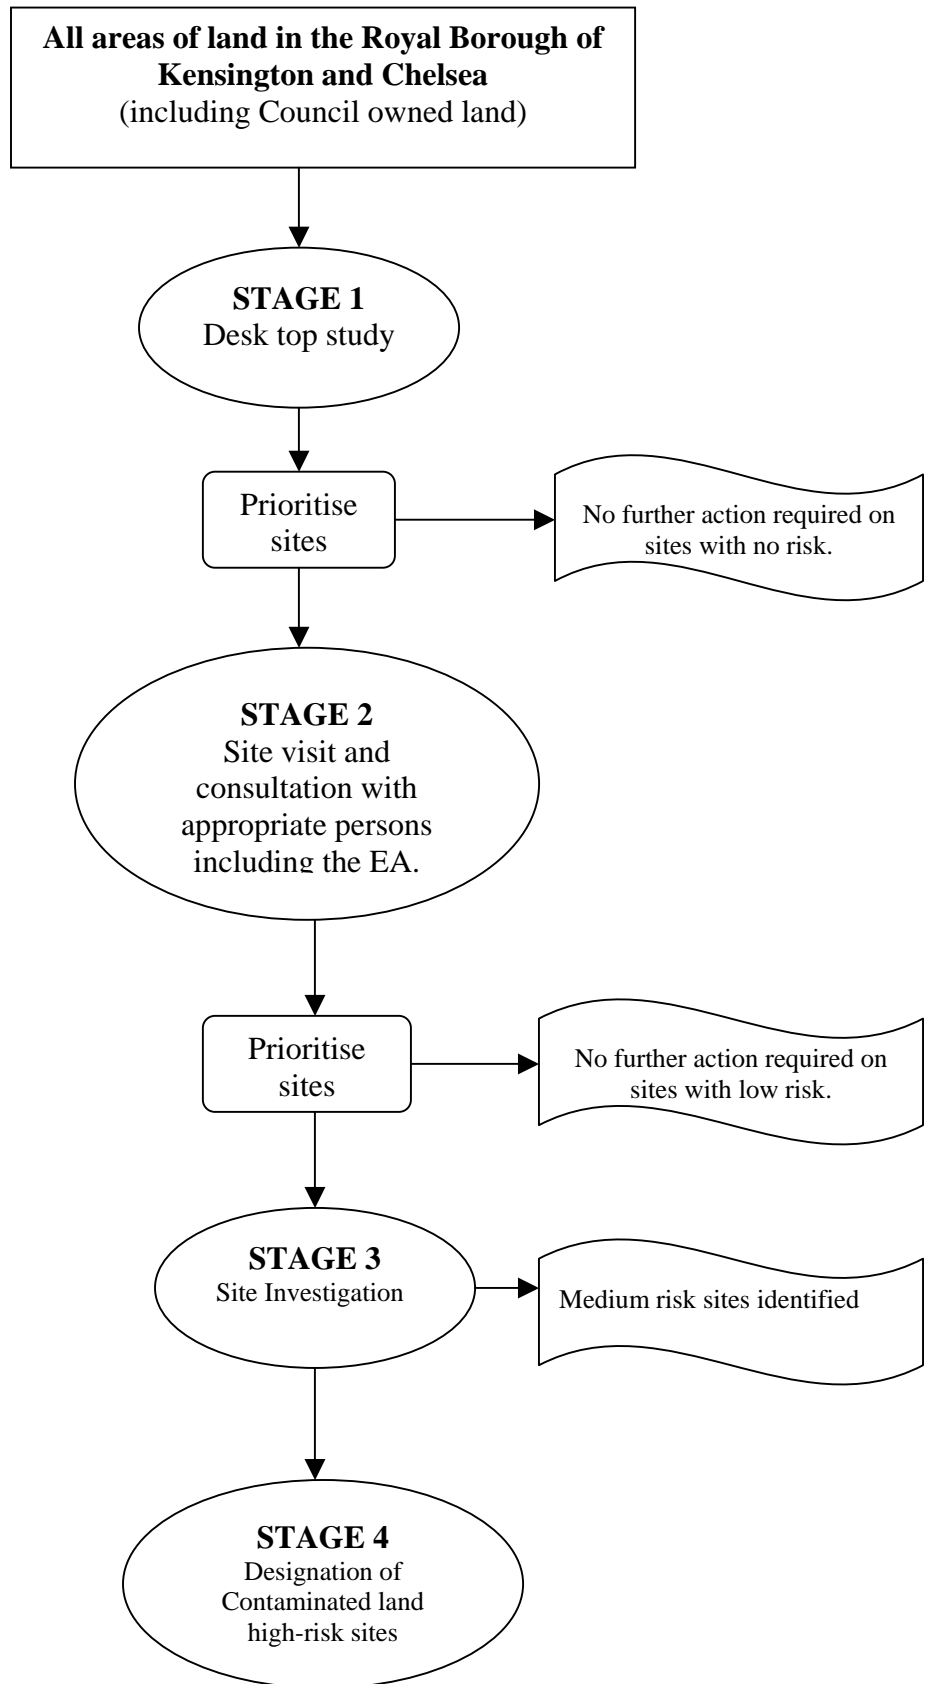 All areas of land in the Royal Borough of
Kensington and Chelsea
(including Council owned land)
STAGE 1
Desk top study
Prioritise
sites
No further action required on
sites with no risk.
STAGE 2
Site visit and
consultation with
appropriate persons
including the EA.
Prioritise
sites
No further action required on
sites with low risk.
STAGE 3
Site Investigation
Medium risk sites identified
STAGE 4
Designation of
Contaminated land
high-risk sites